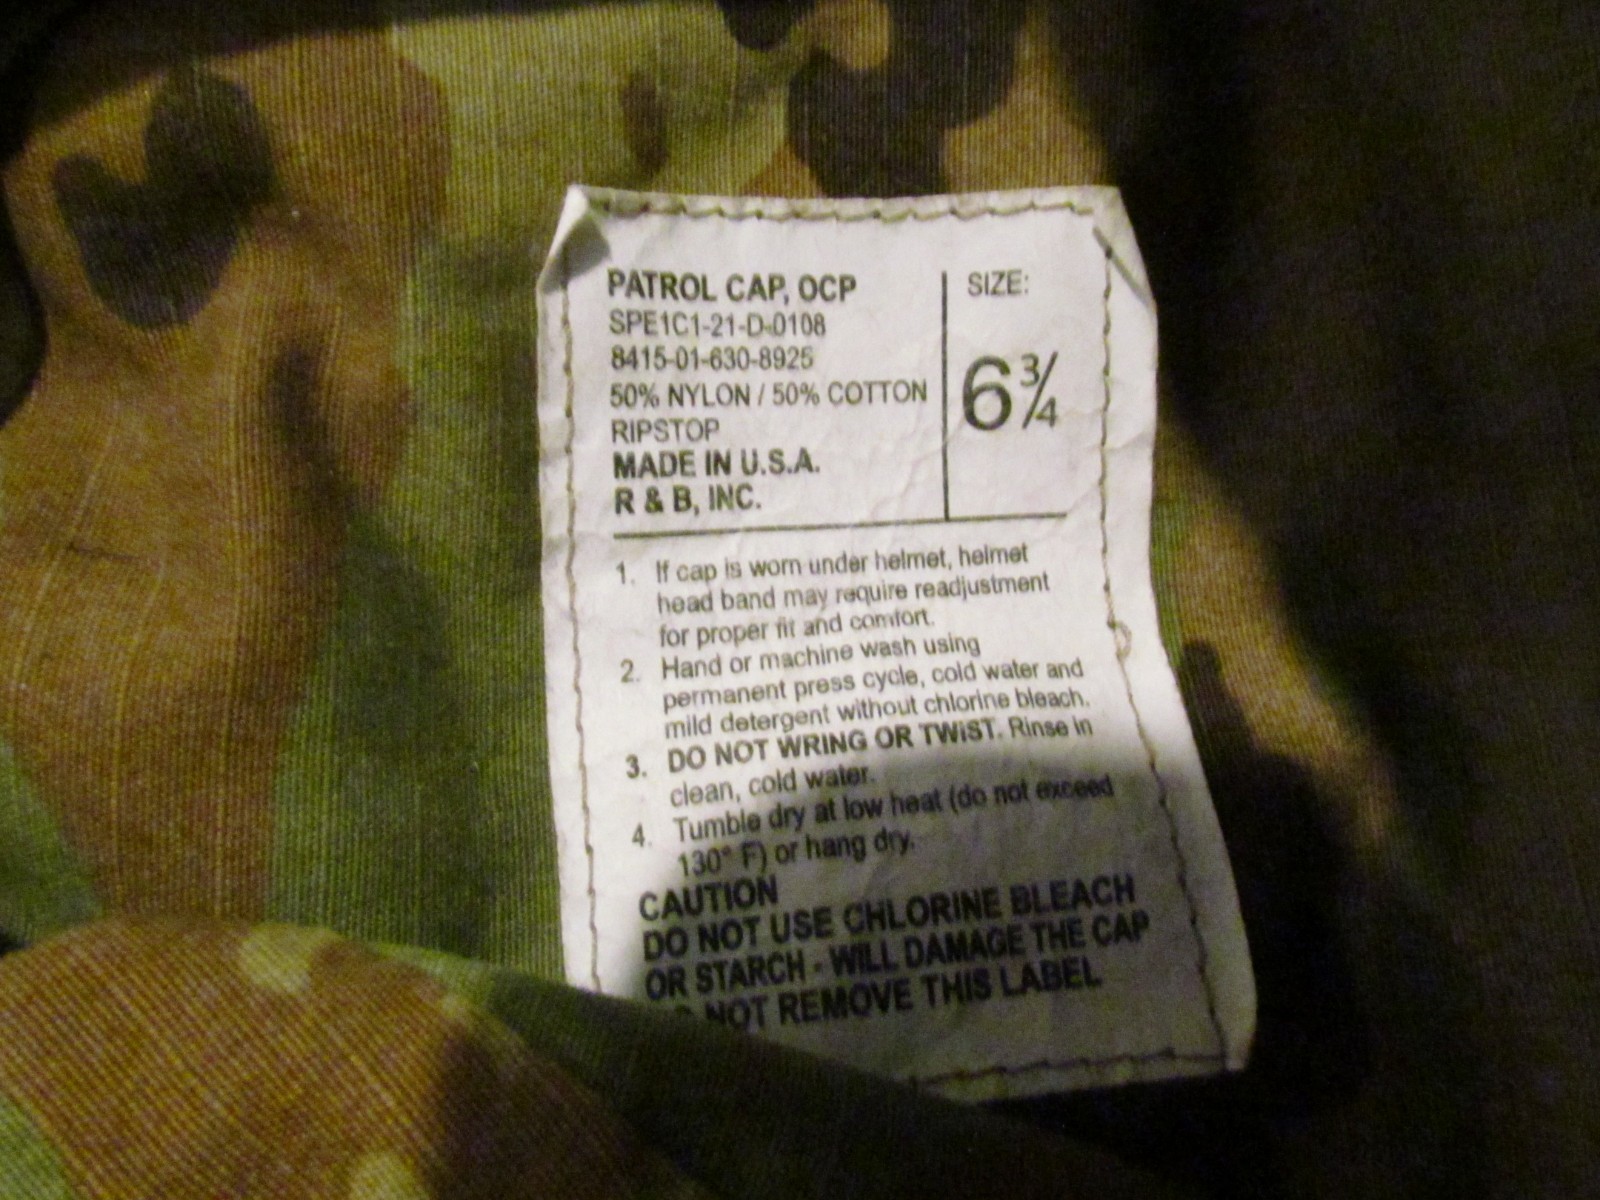 PATROL CAP, OCP
SPE1C1-21-D-0108
8415-01-630-8925
50% NYLON / 50% COTTON
RIPSTOP
MADE IN U.S.A.
R & B, INC.
SIZE:
6 3/4
1. If cap is worn under helmet, helmet
head band may require readjustment
for proper fit and comfort.
2. Hand or machine wash using
permanent press cycle, cold water and
mild detergent without chlorine bleach.
3. DO NOT WRING OR TWIST. Rinse in
clean, cold water.
4. Tumble dry at low heat (do not exceed
130° F) or hang dry.
CAUTION
DO NOT USE CHLORINE BLEACH
OR STARCH - WILL DAMAGE THE CAP
NOT REMOVE THIS LABEL